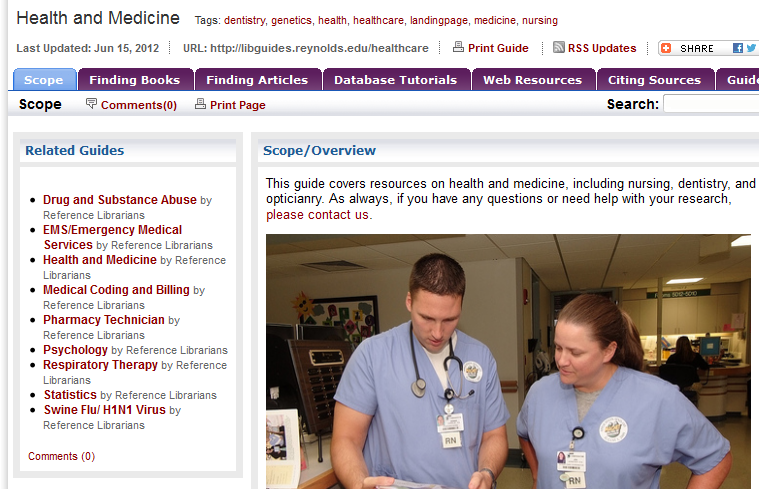 Health and Medicine Tags: dentistry, genetics, health, healthcare, landingpage, medicine, nursing
Last Updated: Jun 15, 2012 URL: http://libguides.reynolds.edu/healthcare Print Guide RSS Updates SHARE
Scope Finding Books Finding Articles Database Tutorials Web Resources Citing Sources Guide
Scope Comments(0) Print Page Search:
Related Guides
Drug and Substance Abuse by
Reference Librarians
EMS/Emergency Medical
Services by Reference Librarians
Health and Medicine by Reference
Librarians
Medical Coding and Billing by
Reference Librarians
Pharmacy Technician by
Reference Librarians
Psychology by Reference Librarians
Respiratory Therapy by Reference
Librarians
Statistics by Reference Librarians
Swine Flu/ H1N1 Virus by
Reference Librarians
Comments (0)
Scope/Overview
This guide covers resources on health and medicine, including nursing, dentistry, and
opticianry. As always, if you have any questions or need help with your research,
please contact us.
RN
RN